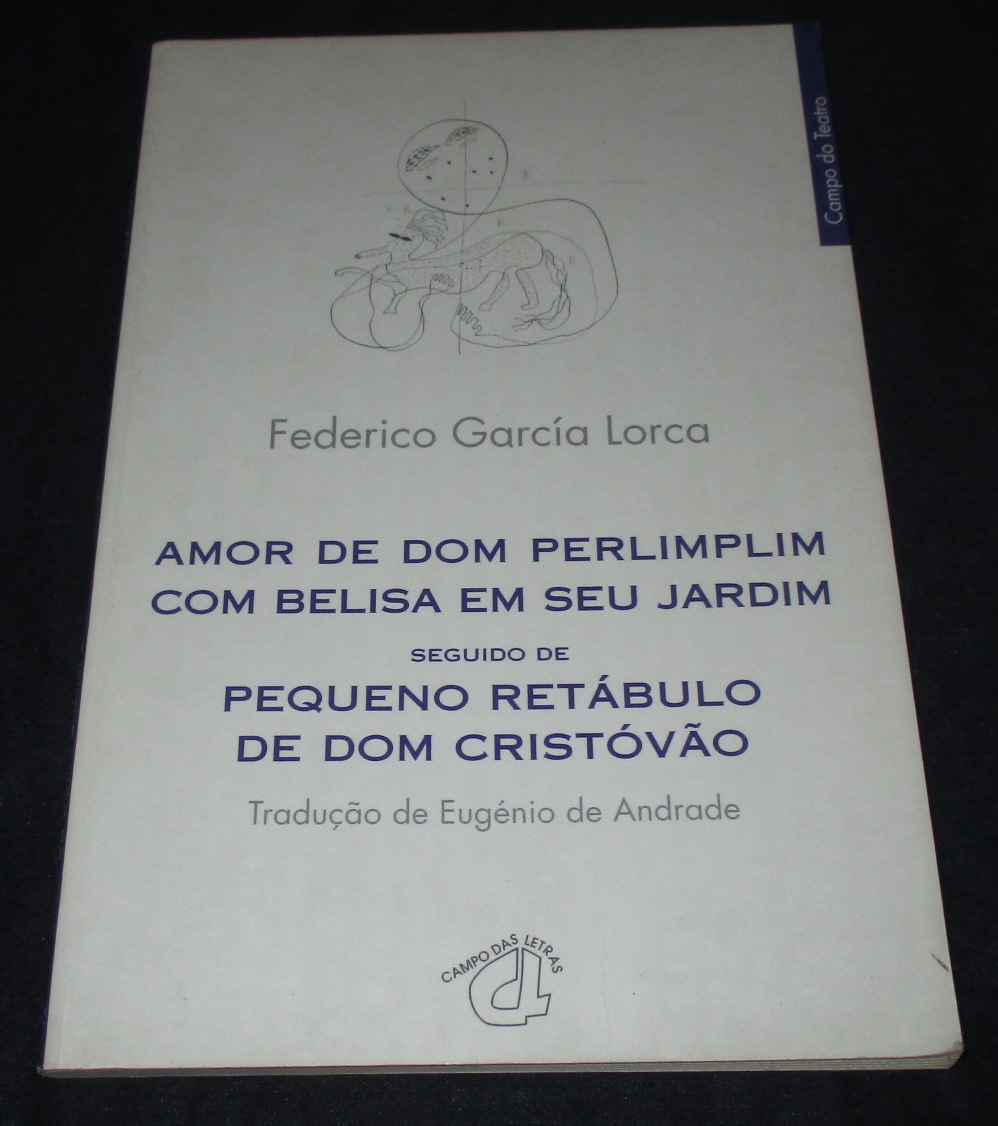 Campo do Teatro
Federico García Lorca
AMOR DE DOM PERLIMPLIM
COM BELISA EM SEU JARDIM
SEGUIDO DE
PEQUENO RETÁBULO
DE DOM CRISTÓVÃO
Tradução de Eugénio de Andrade
CAMPO DAS LETRAS